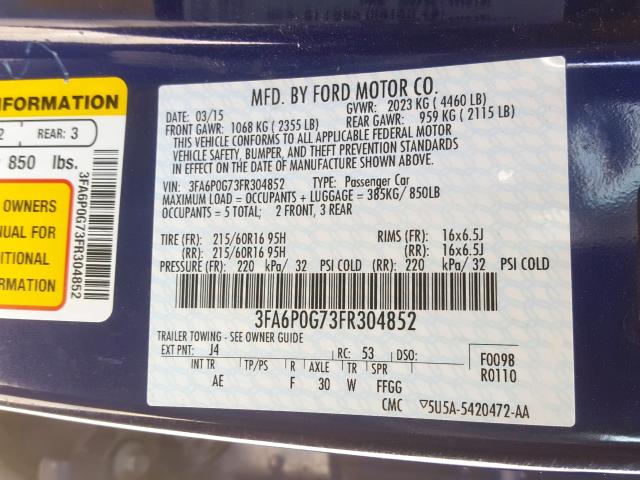 INFORMATION
2 REAR: 3
850 lbs.
OWNERS
FOR
3FA6P0G73FR304852
MFD. BY FORD MOTOR CO.
DATE: 03/15 GVWR: 2023 KG ( 4460 LB)
FRONT GAWR: 1068 KG ( 2355 LB) REAR GAWR: 959 KG ( 2115 LB)
THIS VEHICLE CONFORMS TO ALL APPLICABLE FEDERAL MOTOR
VEHICLE SAFETY, BUMPER, AND THEFT PREVENTION STANDARDS
IN EFFECT ON THE DATE OF MANUFACTURE SHOWN ABOVE.
VIN: 3FA6P0G73FR304852 TYPE: Passenger Car
MAXIMUM LOAD = OCCUPANTS + LUGGAGE = 385KG/ 850LB
OCCUPANTS = 5 TOTAL; 2 FRONT, 3 REAR
TIRE (FR): 215/60R16 95H RIMS (FR): 16x6.5J
(RR): 215/60R16 95H (RR): 16x6.5J
PRESSURE (FR): 220 kPa/ 32 PSI COLD (RR): 220 kPa/ 32 PSI COLD
3FA6P0G73FR304852
TRAILER TOWING - SEE OWNER GUIDE
EXT PNT: J4 RC: 53 DSO: F0098
INT TR TP/PS R AXLE TR SPR R0110
AE F 30 W FFGG
CMC ▽5U5A-5420472-AA